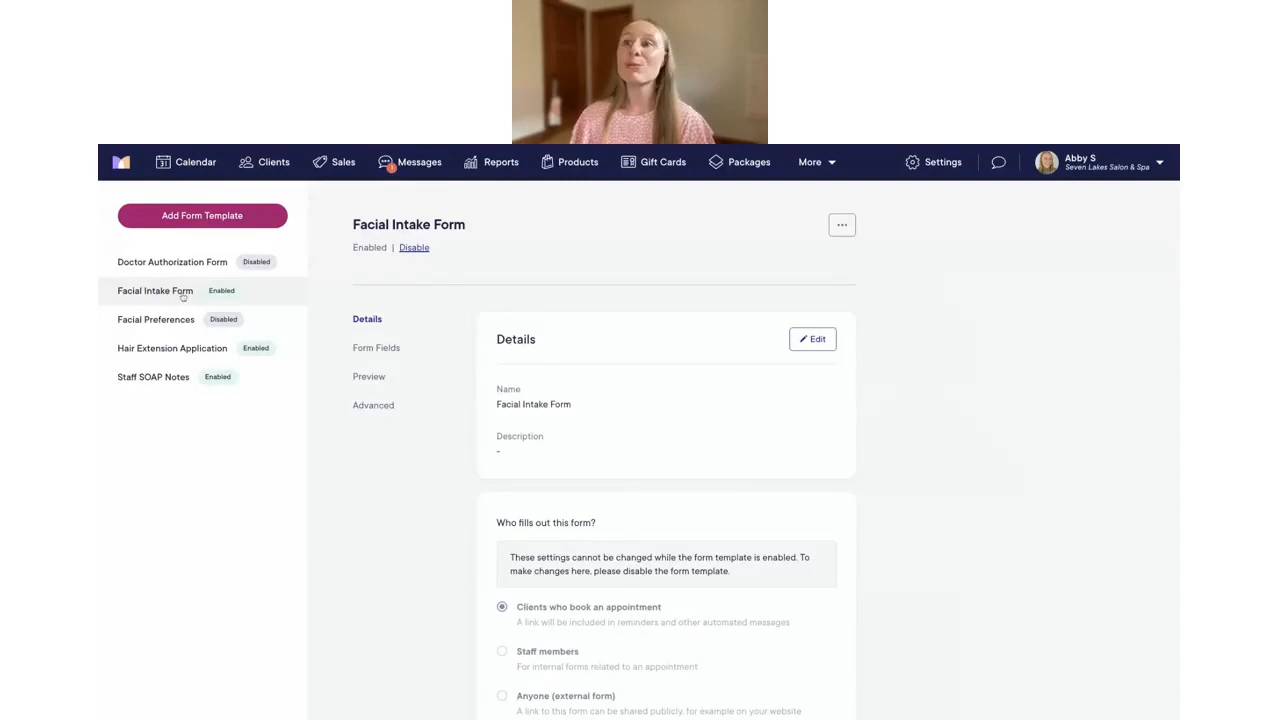 Calendar
Clients
Sales
Messages
Reports
Products
Gift Cards
Packages
More
Settings
Abby S
Seven Lakes Salon & Spa
Add Form Template
Doctor Authorization Form Disabled
Facial Intake Form Enabled
Facial Preferences Disabled
Hair Extension Application Enabled
Staff SOAP Notes Enabled
Facial Intake Form
Enabled | Disable
Details
Form Fields
Preview
Advanced
Details
Edit
Name
Facial Intake Form
Description
-
Who fills out this form?
These settings cannot be changed while the form template is enabled. To
make changes here, please disable the form template.
Clients who book an appointment
A link will be included in reminders and other automated messages
Staff members
For internal forms related to an appointment
Anyone (external form)
A link to this form can be shared publicly, for example on your website